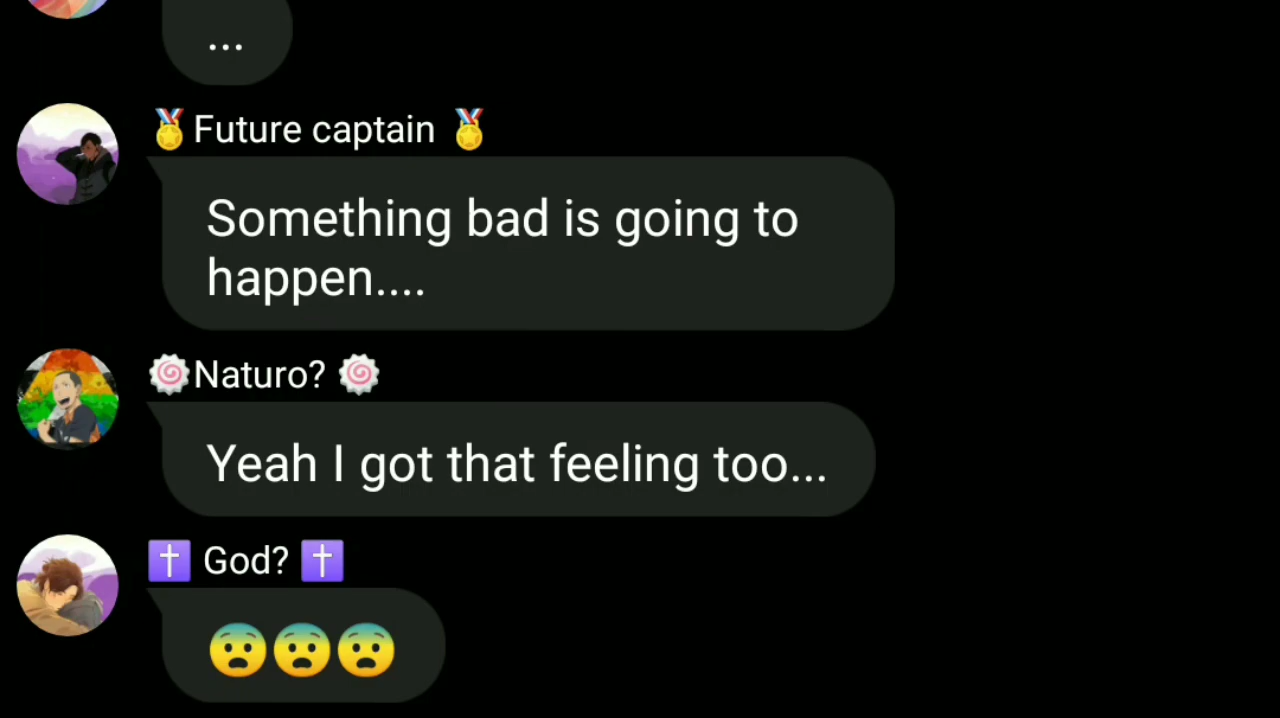 ...
🏅Future captain 🏅
Something bad is going to
happen....
🍥Naturo? 🍥
Yeah I got that feeling too...
✝️ God? ✝️
😨😨😨